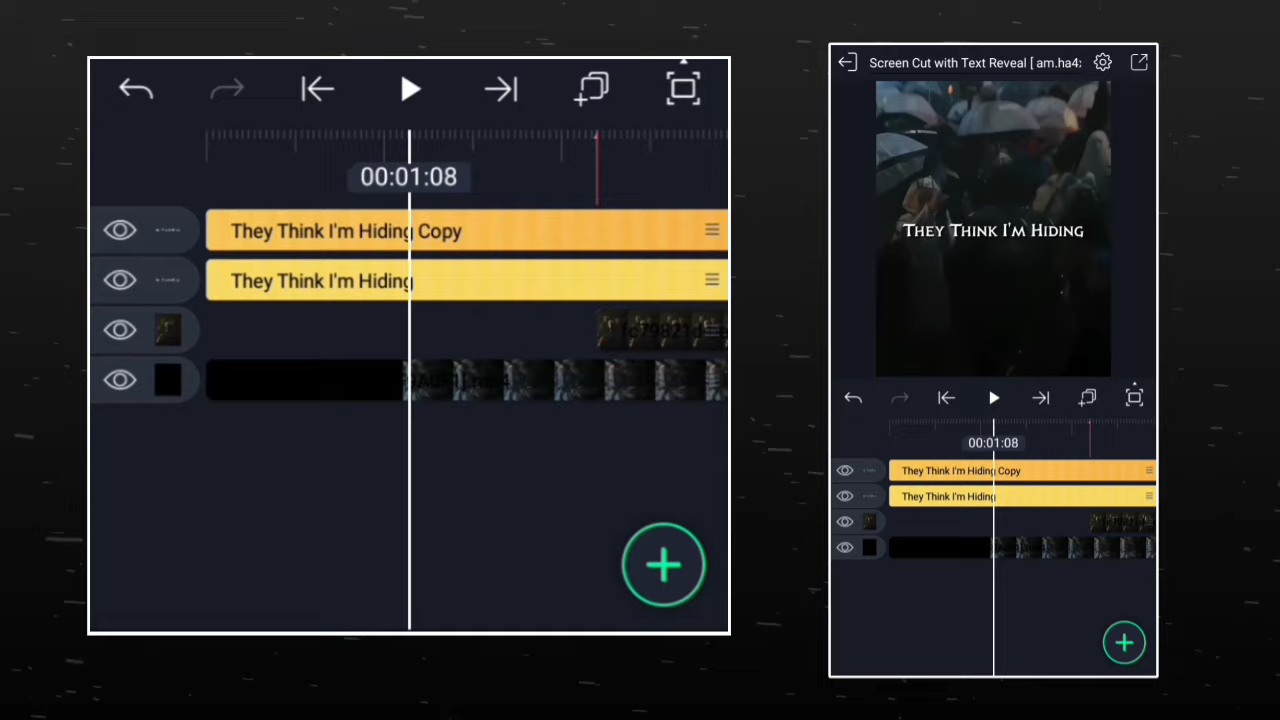 00:01:08
They Think I'm Hiding Copy
They Think I'm Hiding
Screen Cut with Text Reveal [ am.ha4:
They Think I'm Hiding
00:01:08
They Think I'm Hiding Copy
They Think I'm Hiding